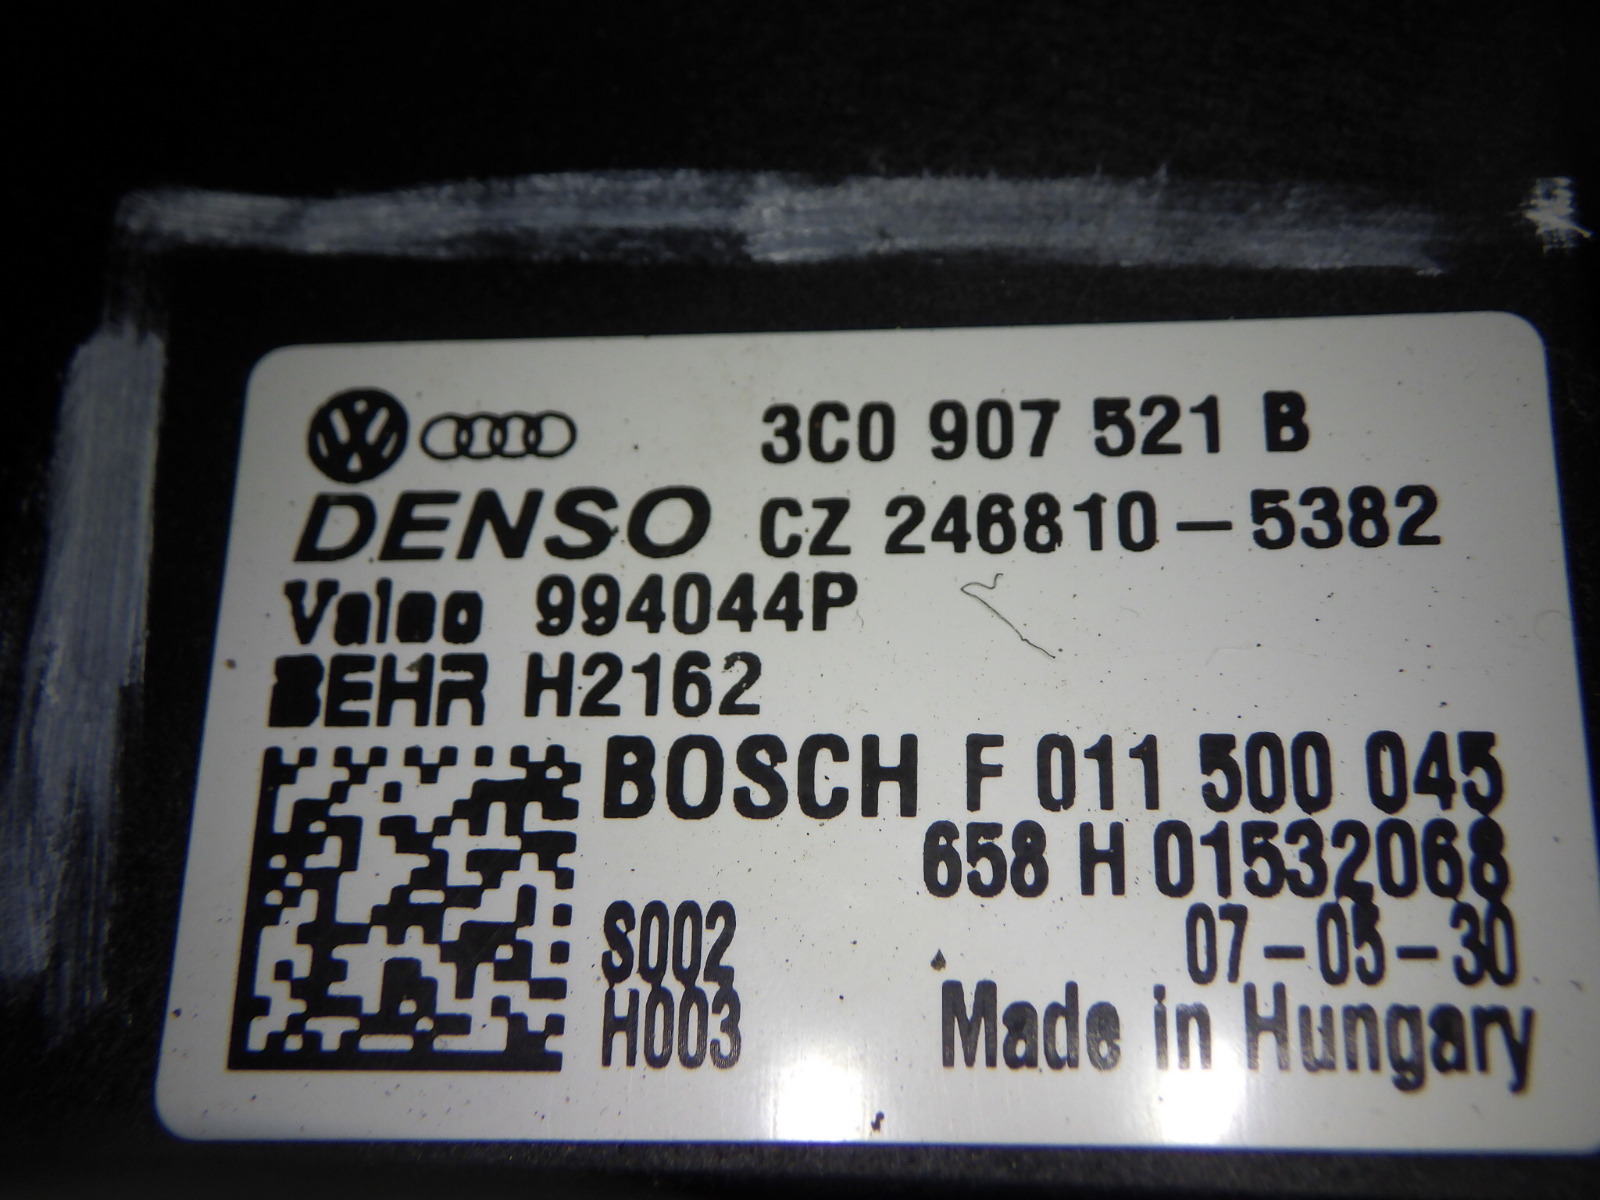 3C0 907 521 B
DENSO CZ 246810-5382
Valeo 994044P
BEHR H2162
BOSCH F 011 500 045
658 H 01532068
S002 07-05-30
H003 Made in Hungary